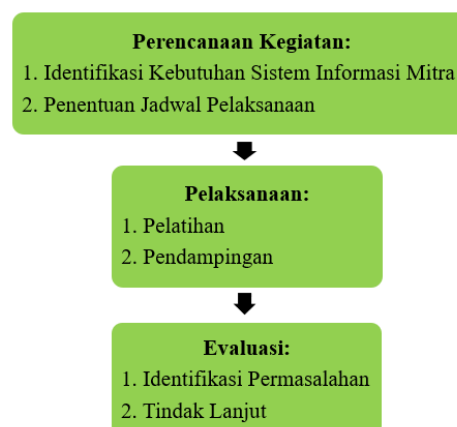 Perencanaan Kegiatan:
1. Identifikasi Kebutuhan Sistem Informasi Mitra
2. Penentuan Jadwal Pelaksanaan
Pelaksanaan:
1. Pelatihan
2. Pendampingan
Evaluasi:
1. Identifikasi Permasalahan
2. Tindak Lanjut